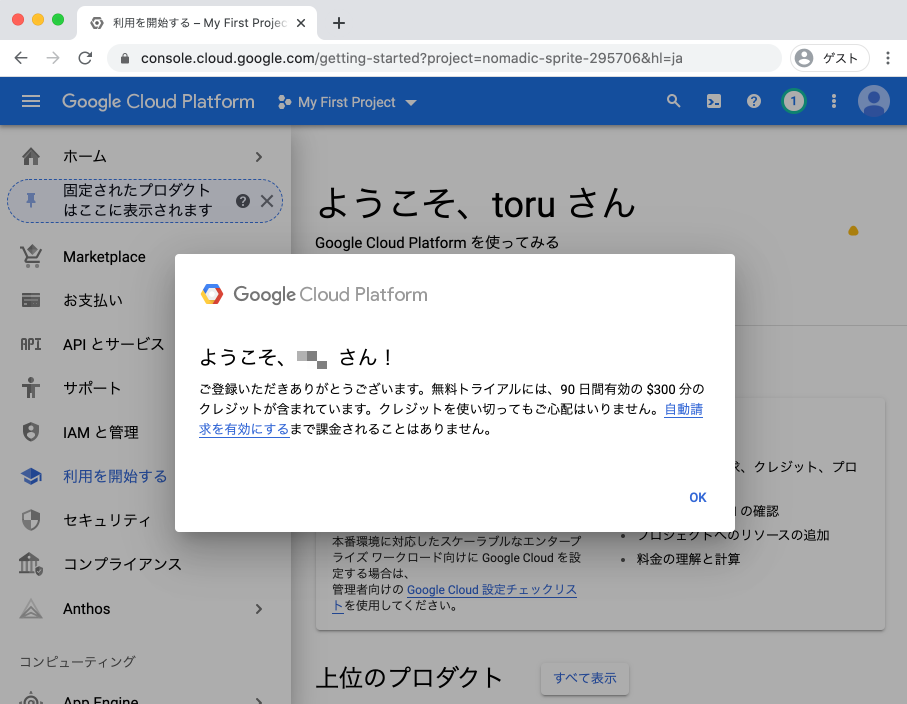 利用を開始する – My First Projec
console.cloud.google.com/getting-started?project=nomadic-sprite-295706&hl=ja
ゲスト
Google Cloud Platform
My First Project
1
ホーム
固定されたプロダクト
はここに表示されます
Marketplace
お支払い
API
API とサービス
サポート
IAM と管理
利用を開始する
セキュリティ
コンプライアンス
Anthos
コンピューティング
App Engine
ようこそ、toru さん
Google Cloud Platform を使ってみる
Google Cloud Platform
ようこそ、 さん！
ご登録いただきありがとうございます。無料トライアルには、90 日間有効の $300 分の
クレジットが含まれています。クレジットを使い切ってもご心配はいりません。自動請
求を有効にするまで課金されることはありません。
OK
、クレジット、プロ
の確認
プロジェクトへのリソースの追加
料金の理解と計算
本番環境に対応したスケーラブルなエンタープ
ライズ ワークロード向けに Google Cloud を設
定する場合は、
管理者向けの Google Cloud 設定チェックリス
トを使用してください。
上位のプロダクト
すべて表示